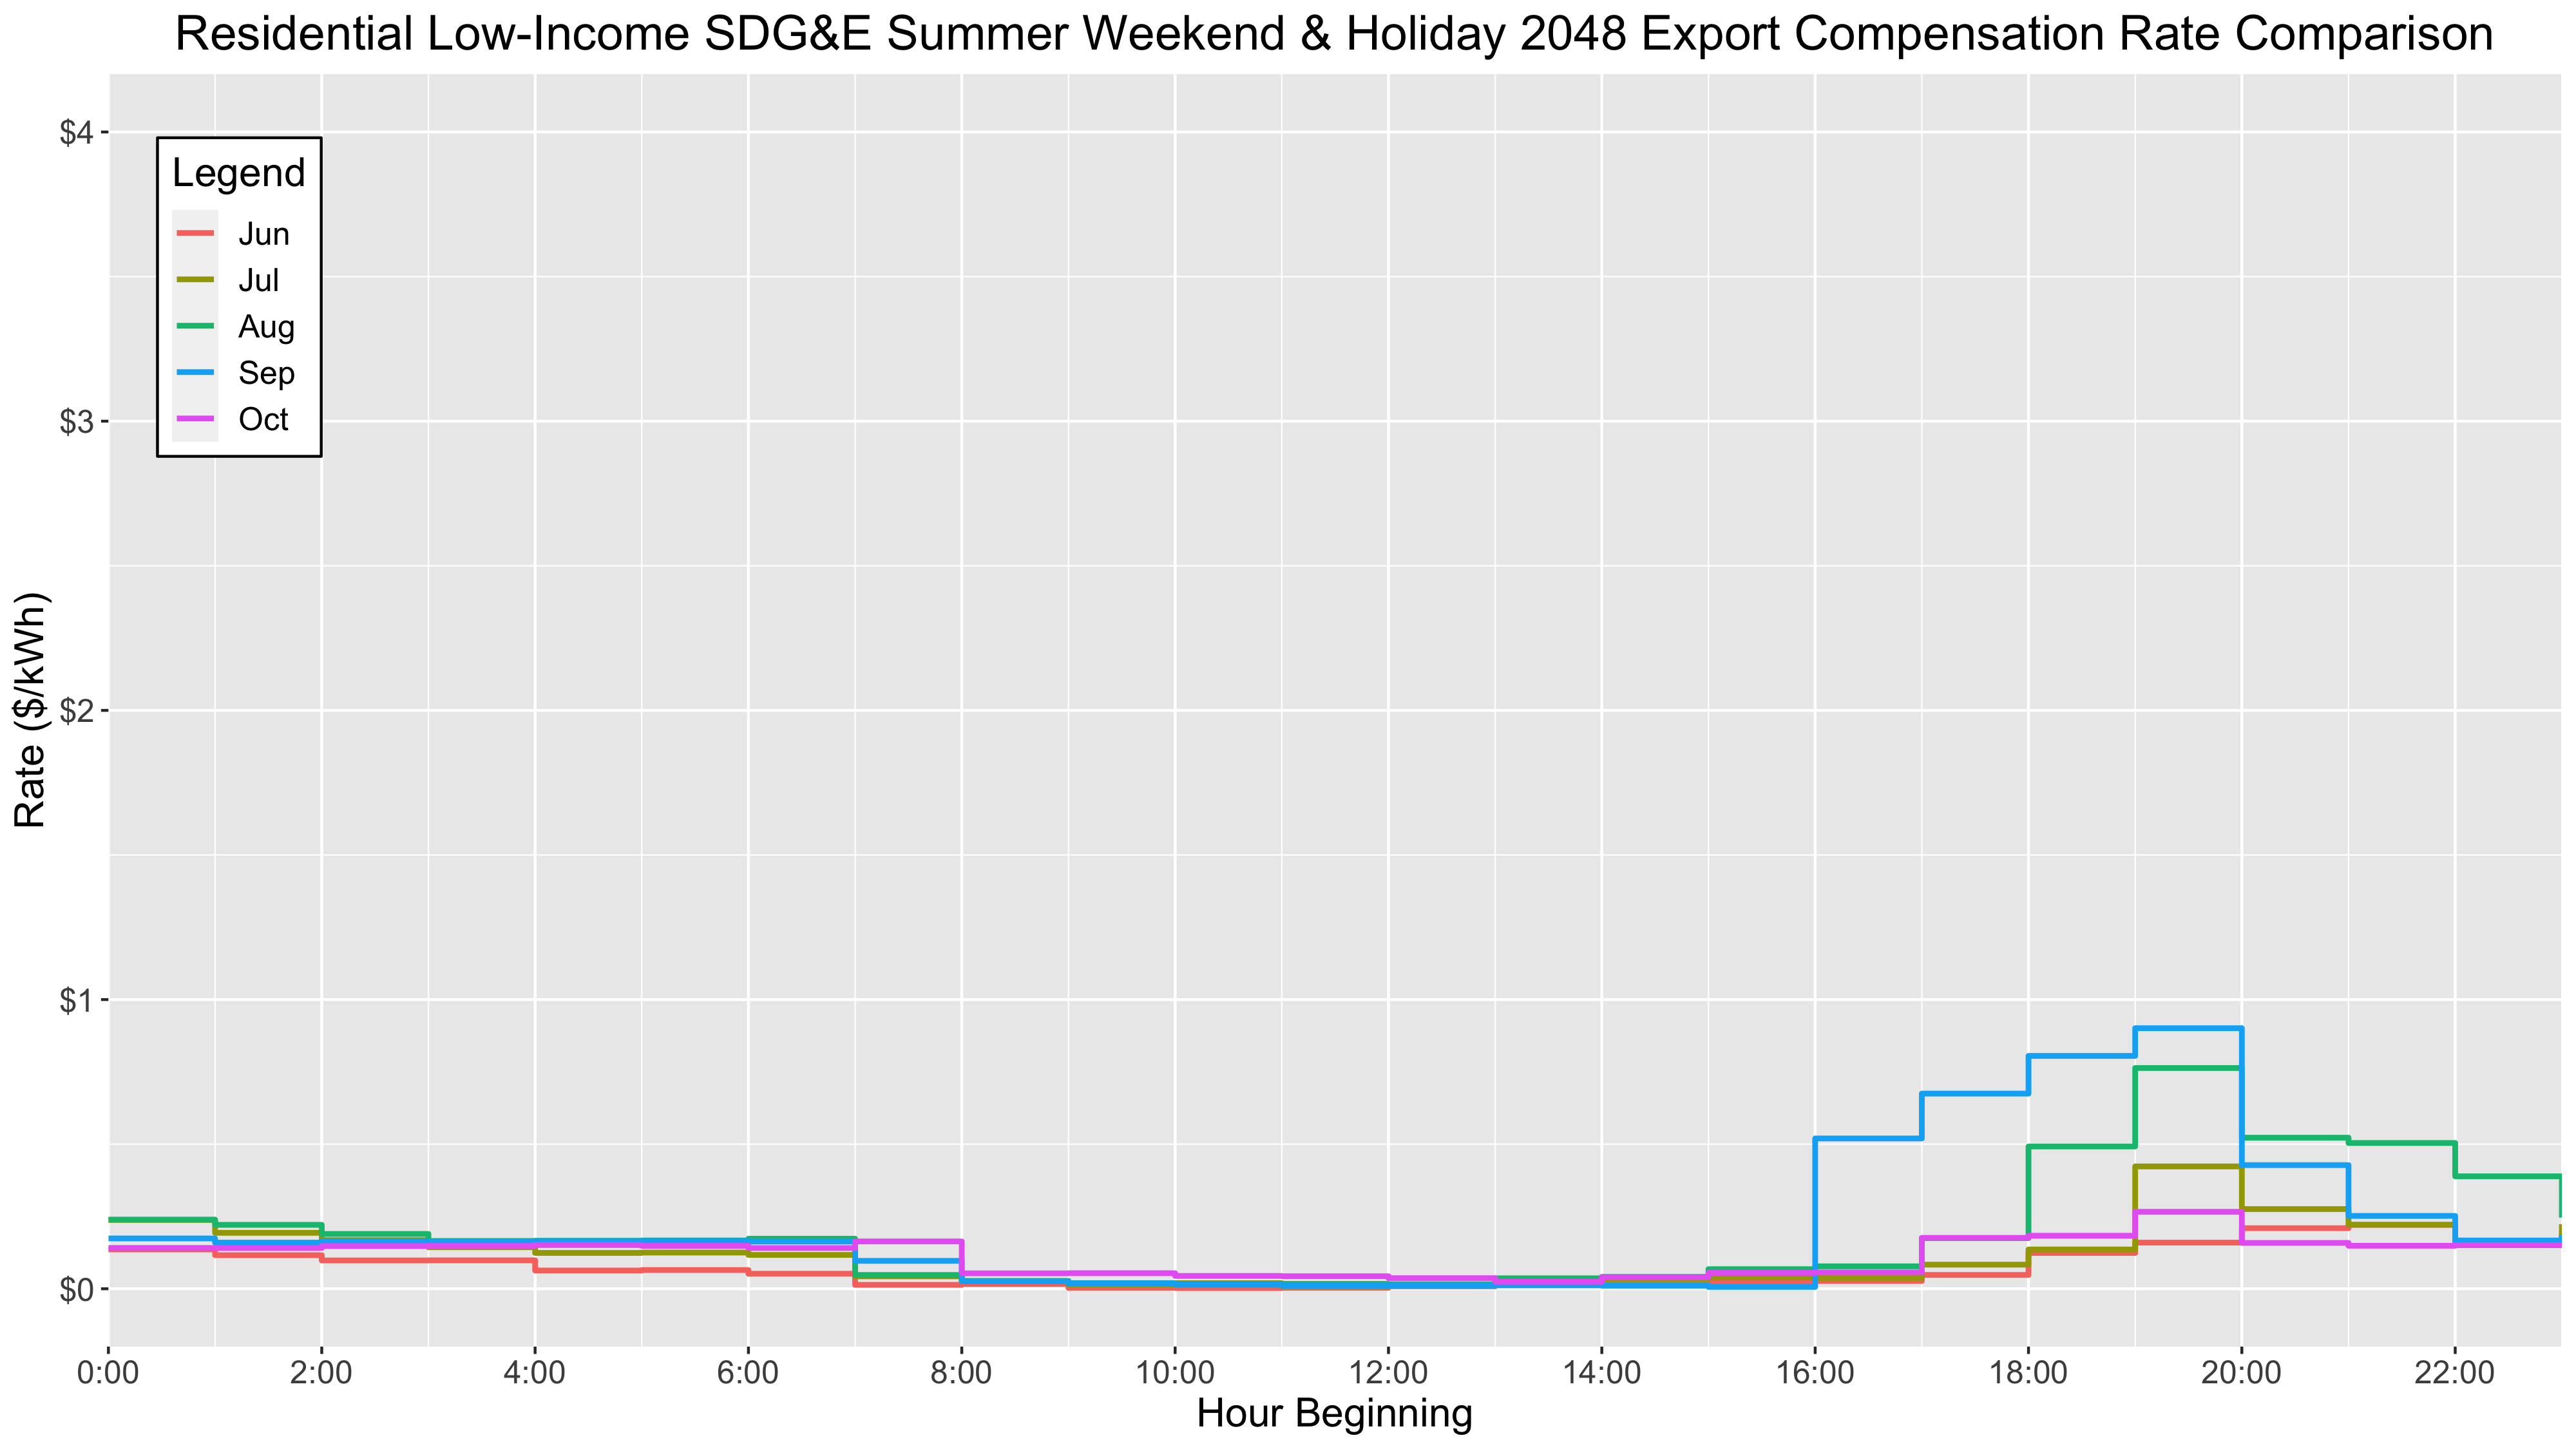 Residential Low-Income SDG&E Summer Weekend & Holiday 2048 Export Compensation Rate Comparison
$4
$3
$2
$1
$0
Rate ($/kWh)
Legend
Jun
Jul
Aug
Sep
Oct
0:00 2:00 4:00 6:00 8:00 10:00 12:00 14:00 16:00 18:00 20:00 22:00
Hour Beginning